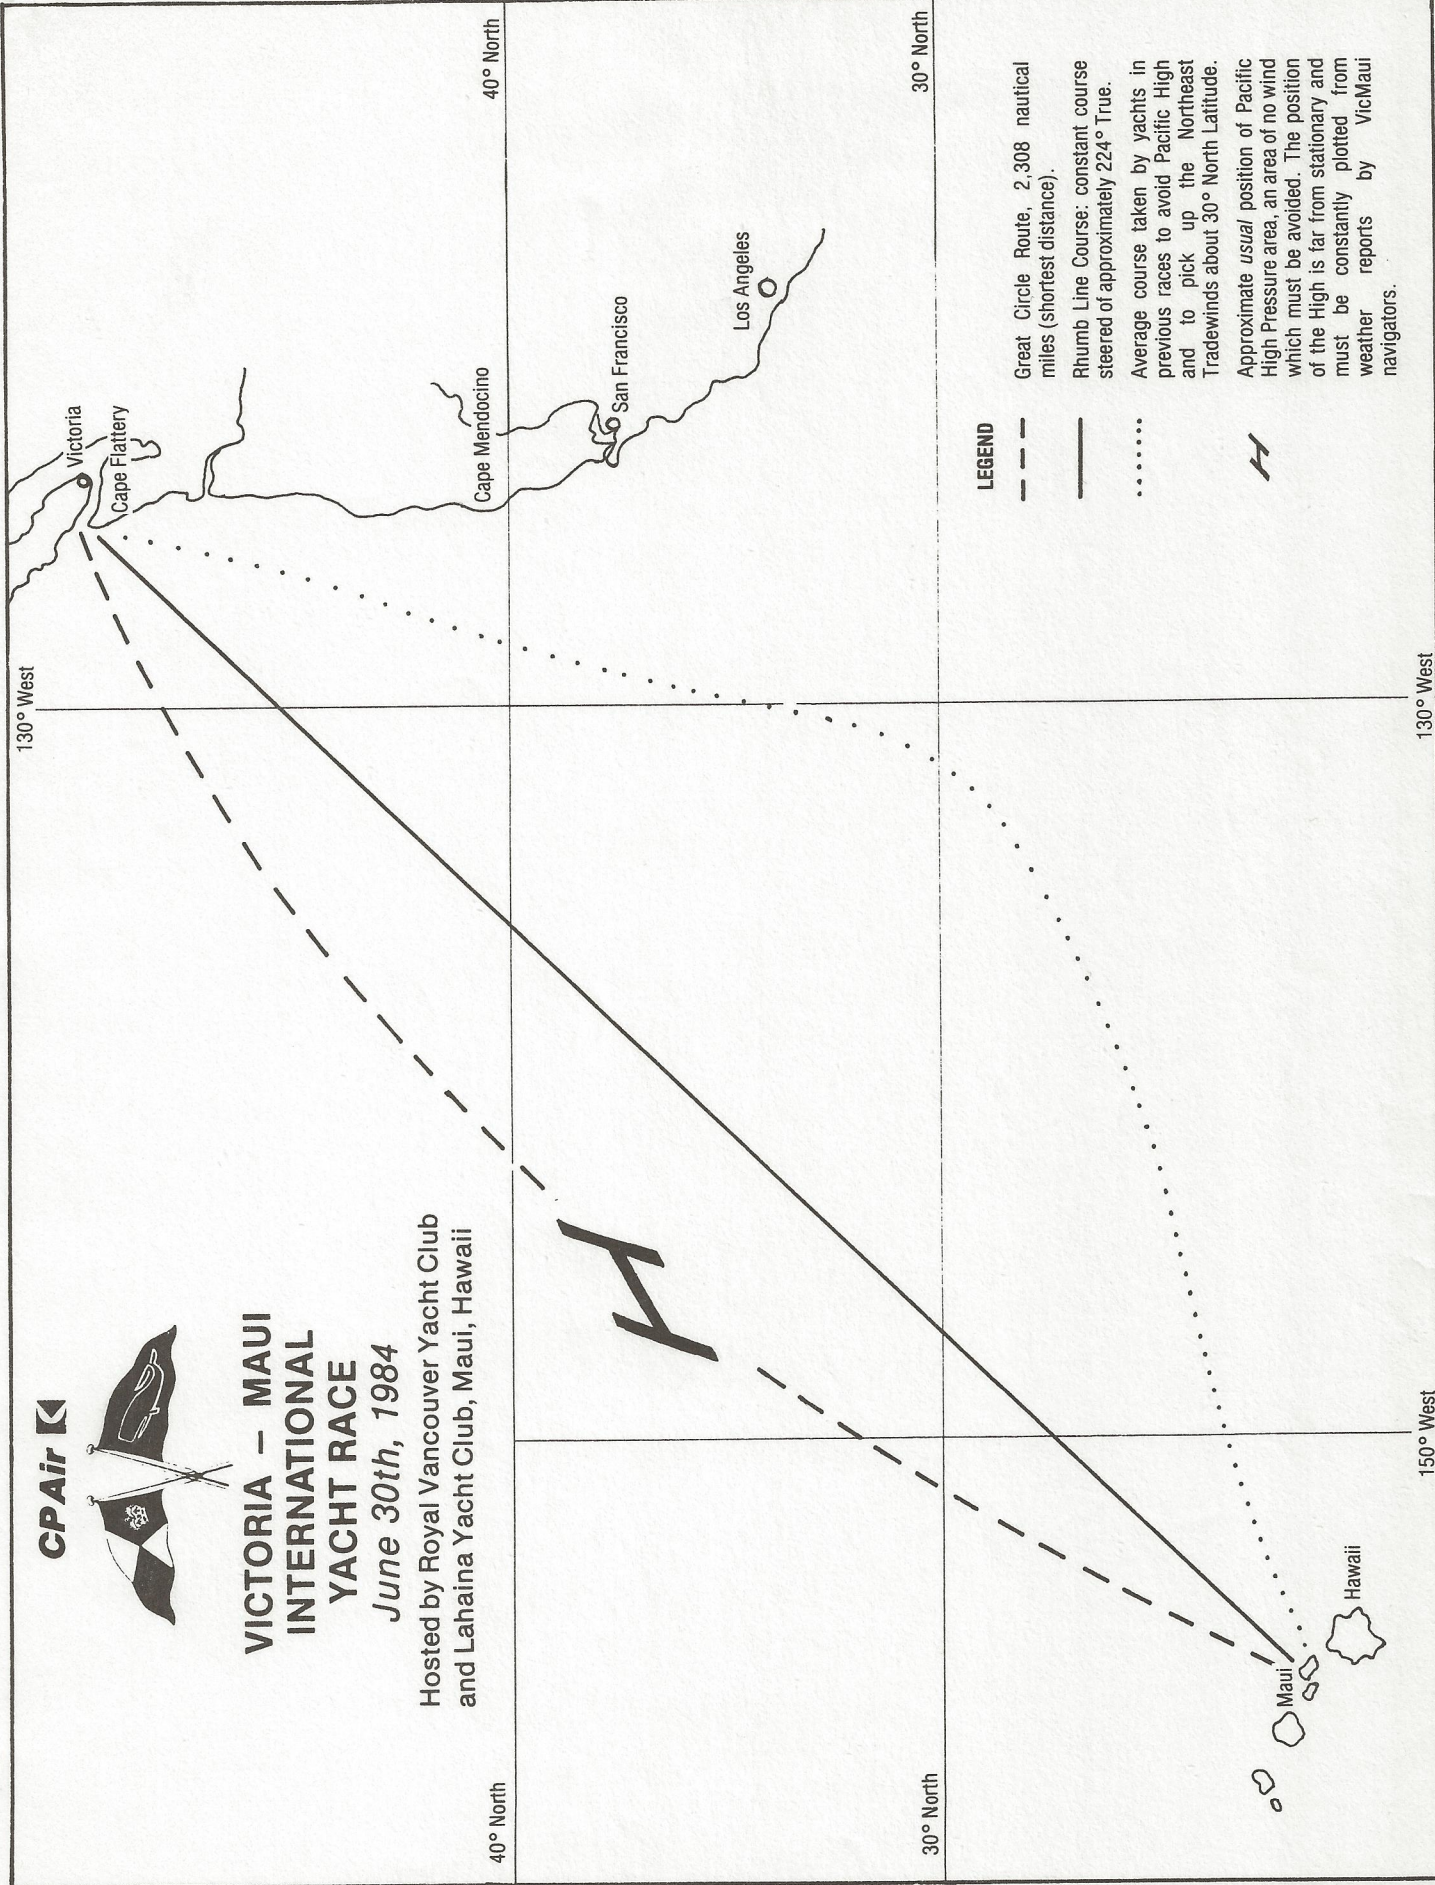 CP Air
VICTORIA – MAUI
INTERNATIONAL
YACHT RACE
June 30th, 1984
Hosted by Royal Vancouver Yacht Club
and Lahaina Yacht Club, Maui, Hawaii
130° West
Victoria
Cape Flattery
40° North
40° North
Cape Mendocino
San Francisco
Los Angeles
30° North
30° North
Maui
Hawaii
150° West
130° West
H
LEGEND
Great Circle Route, 2,308 nautical
miles (shortest distance).
Rhumb Line Course: constant course
steered of approximately 224° True.
Average course taken by yachts in
previous races to avoid Pacific High
and to pick up the Northeast
Tradewinds about 30° North Latitude.
H
Approximate usual position of Pacific
High Pressure area, an area of no wind
which must be avoided. The position
of the High is far from stationary and
must be constantly plotted from
weather reports by VicMaui
navigators.